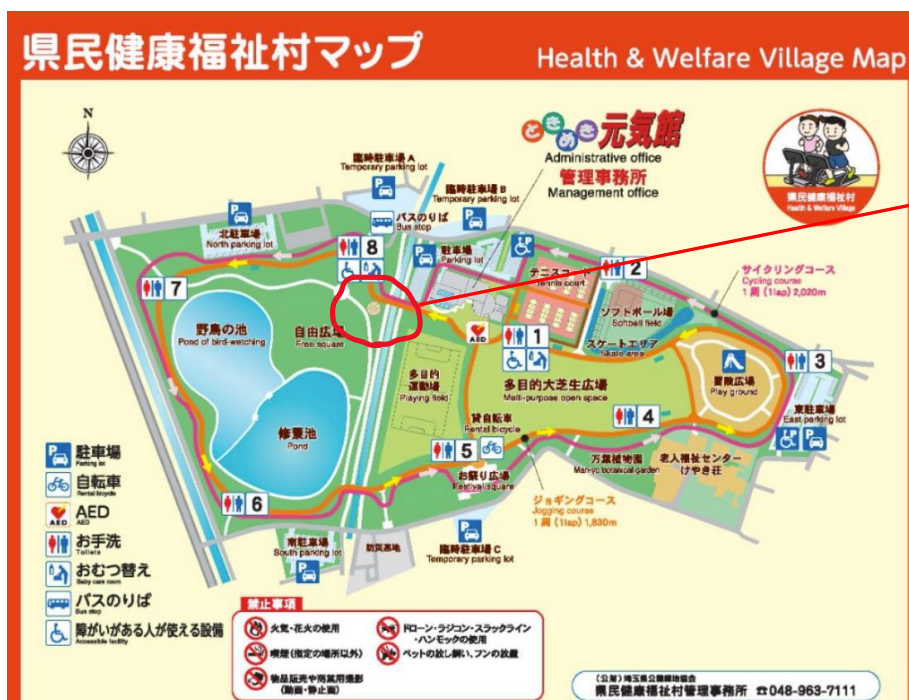 県民健康福祉村マップ
Health & Welfare Village Map
N
ときめき元気館
Administrative office
管理事務所
Management office
県民健康福祉村
Health & Welfare Village
臨時駐車場 A
Temporary parking lot
臨時駐車場 B
Temporary parking lot
バスのりば
Bus stop
北駐車場
North parking lot
駐車場
Parking lot
テニスコート
Tennis court
サイクリングコース
Cycling course
1周 (1lap) 2,020m
ソフトボール場
Softball field
スケートエリア
Skate area
野鳥の池
Pond of bird-watching
自由広場
Free square
AED
多目的
運動場
Playing field
多目的大芝生広場
Multi-purpose open space
冒険広場
Play ground
東駐車場
East parking lot
修景池
Pond
貸自転車
Rental bicycle
お祭り広場
Festival square
万葉植物園
Man-yo botanical garden
老人福祉センター
けやき荘
ジョギングコース
Jogging course
1周 (1lap) 1,830m
南駐車場
South parking lot
防災基地
臨時駐車場 C
Temporary parking lot
1
2
3
4
5
6
7
8
P
駐車場
Parking lot
自転車
Rental bicycle
AED
AED
お手洗
Toilets
おむつ替え
Baby care room
バスのりば
Bus stop
障がいがある人が使える設備
Accessible facility
禁止事項
火気・花火の使用
喫煙(指定の場所以外)
物品販売や商業用撮影
(動画・静止画)
ドローン・ラジコン・スラックライン
・ハンモックの使用
ペットの放し飼い、フンの放置
(公財)埼玉県公園緑地協会
県民健康福祉村管理事務所 ☎048-963-7111